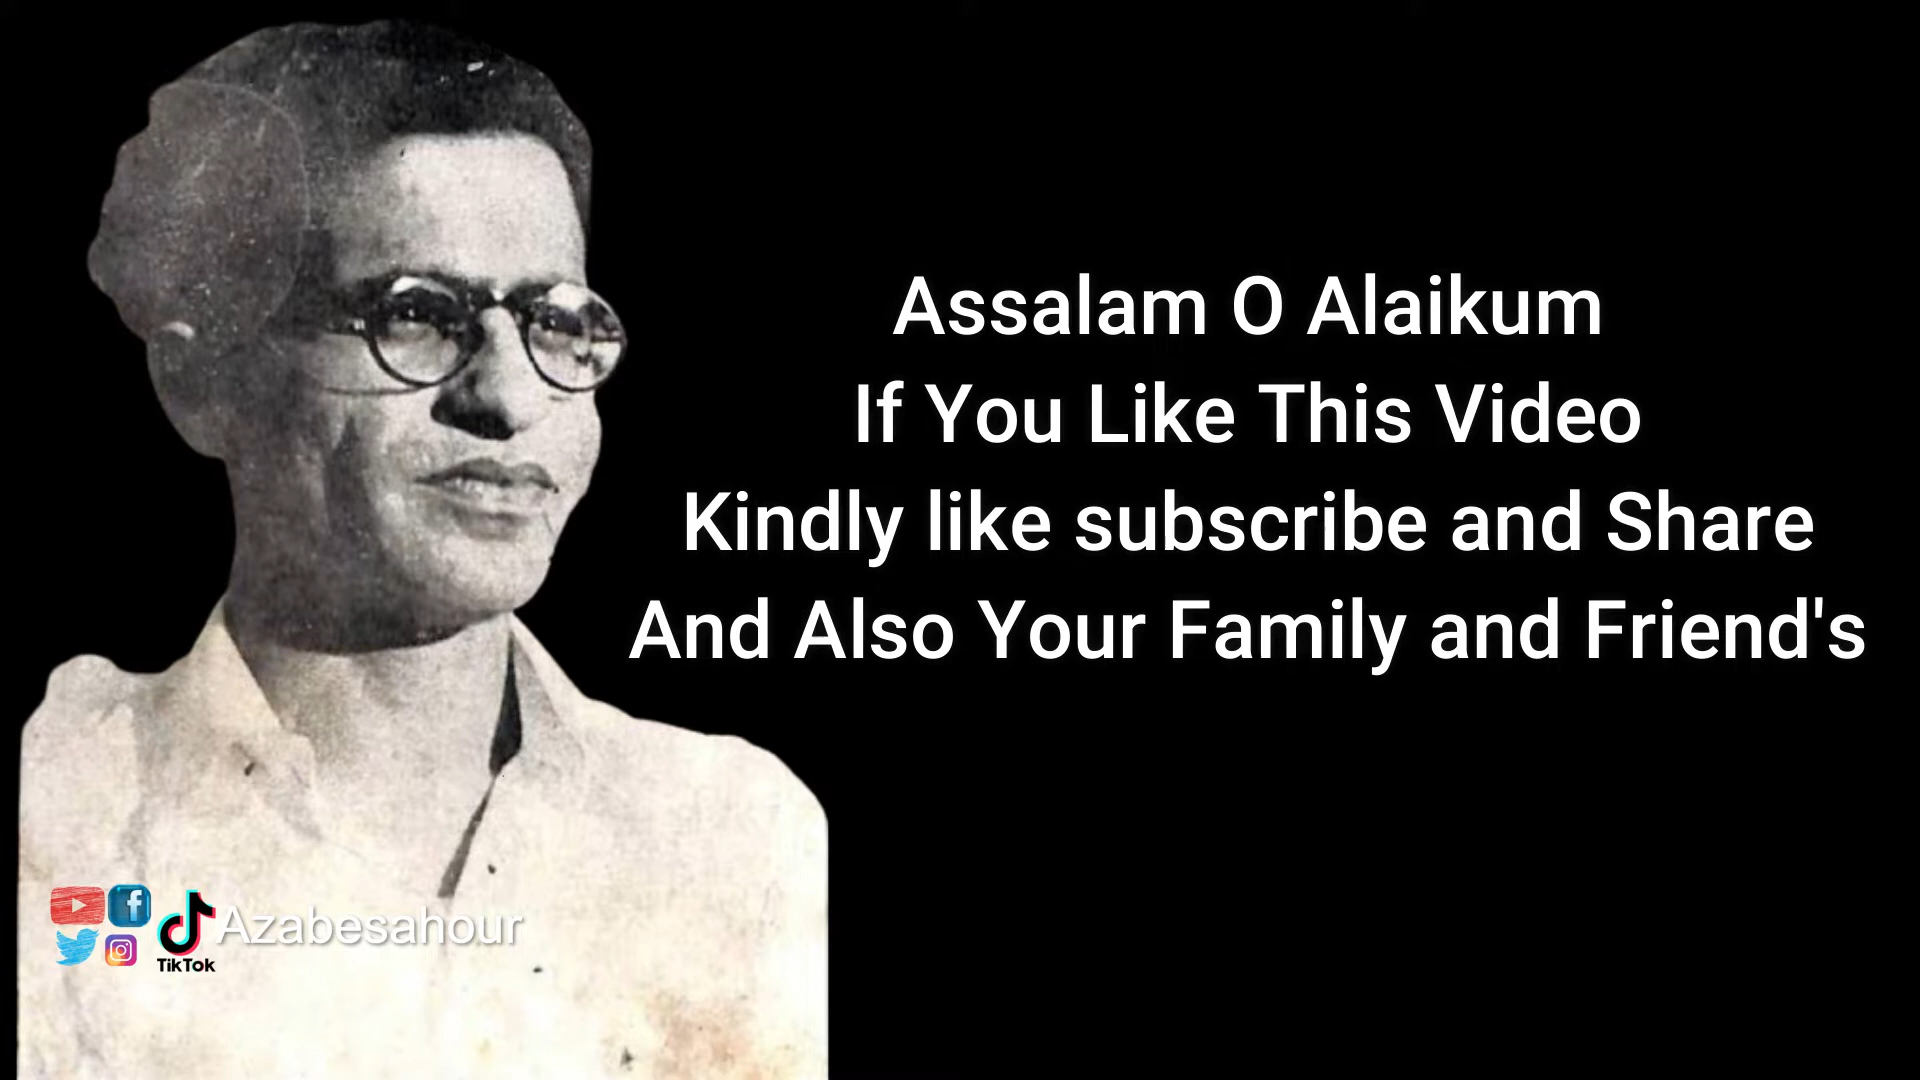 Assalam O Alaikum
If You Like This Video
Kindly like subscribe and Share
And Also Your Family and Friend's
Azabesahour
TikTok